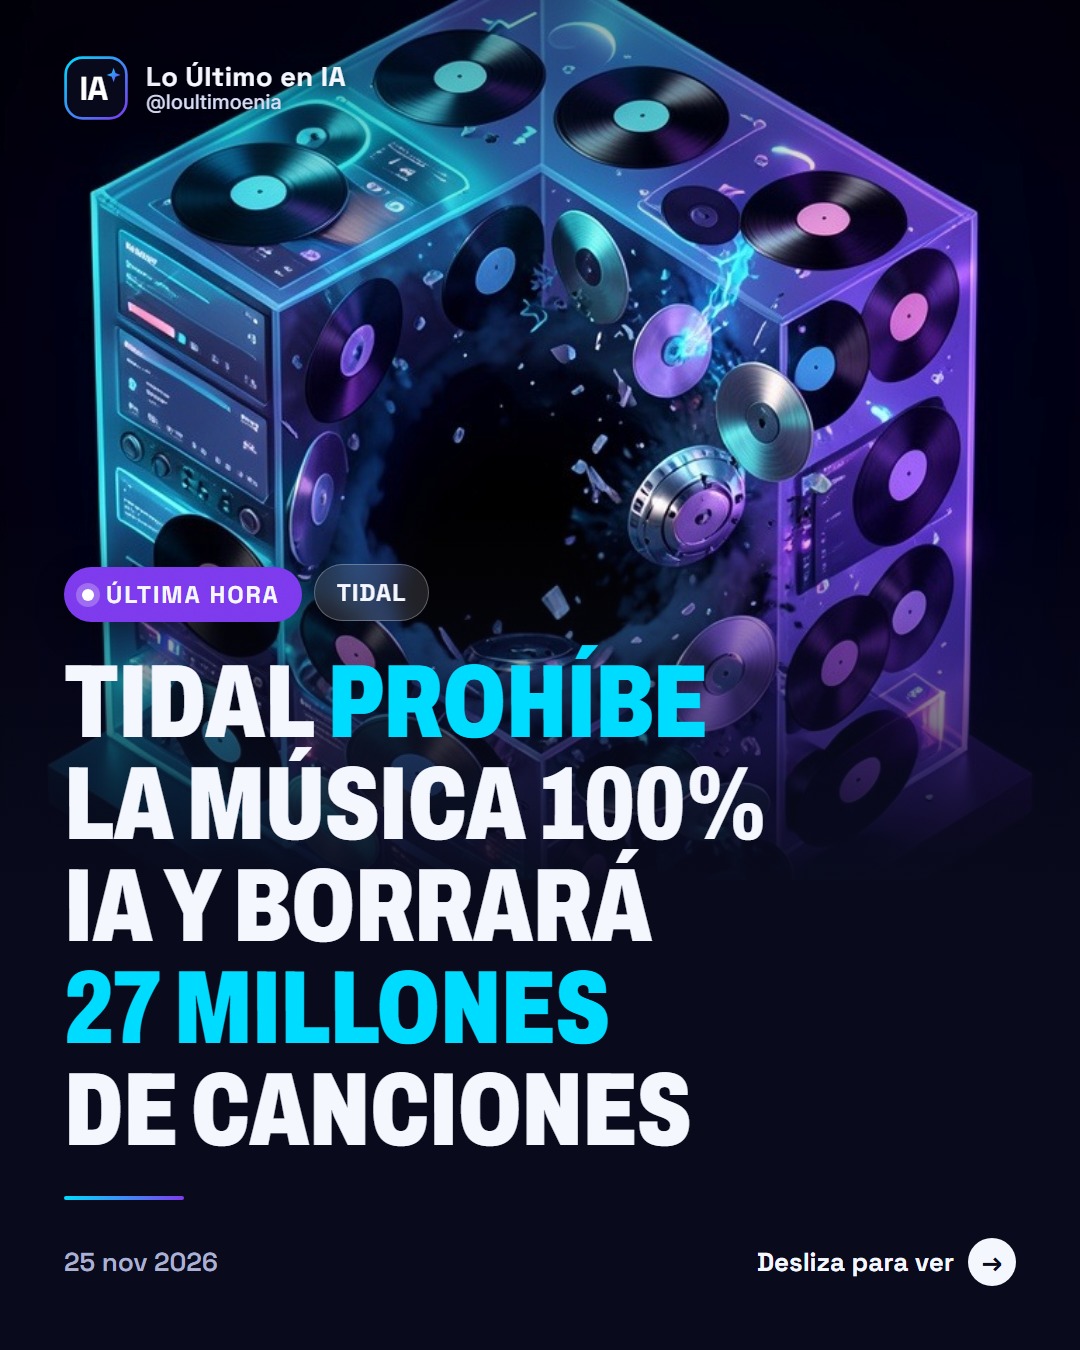 IA
Lo Último en IA
@loultimoenia
ÚLTIMA HORA
TIDAL
TIDAL PROHÍBE
LA MÚSICA 100%
IA Y BORRARÁ
27 MILLONES
DE CANCIONES
25 nov 2026
Desliza para ver →